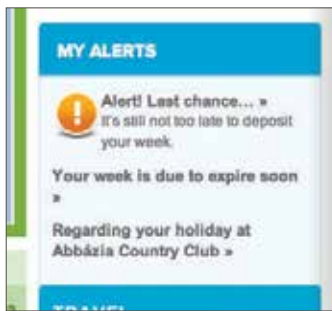 MY ALERTS
Alert! Last chance... »
It's still not too late to deposit
your week.
Your week is due to expire soon
»
Regarding your holiday at
Abbázia Country Club »
TRAVEL